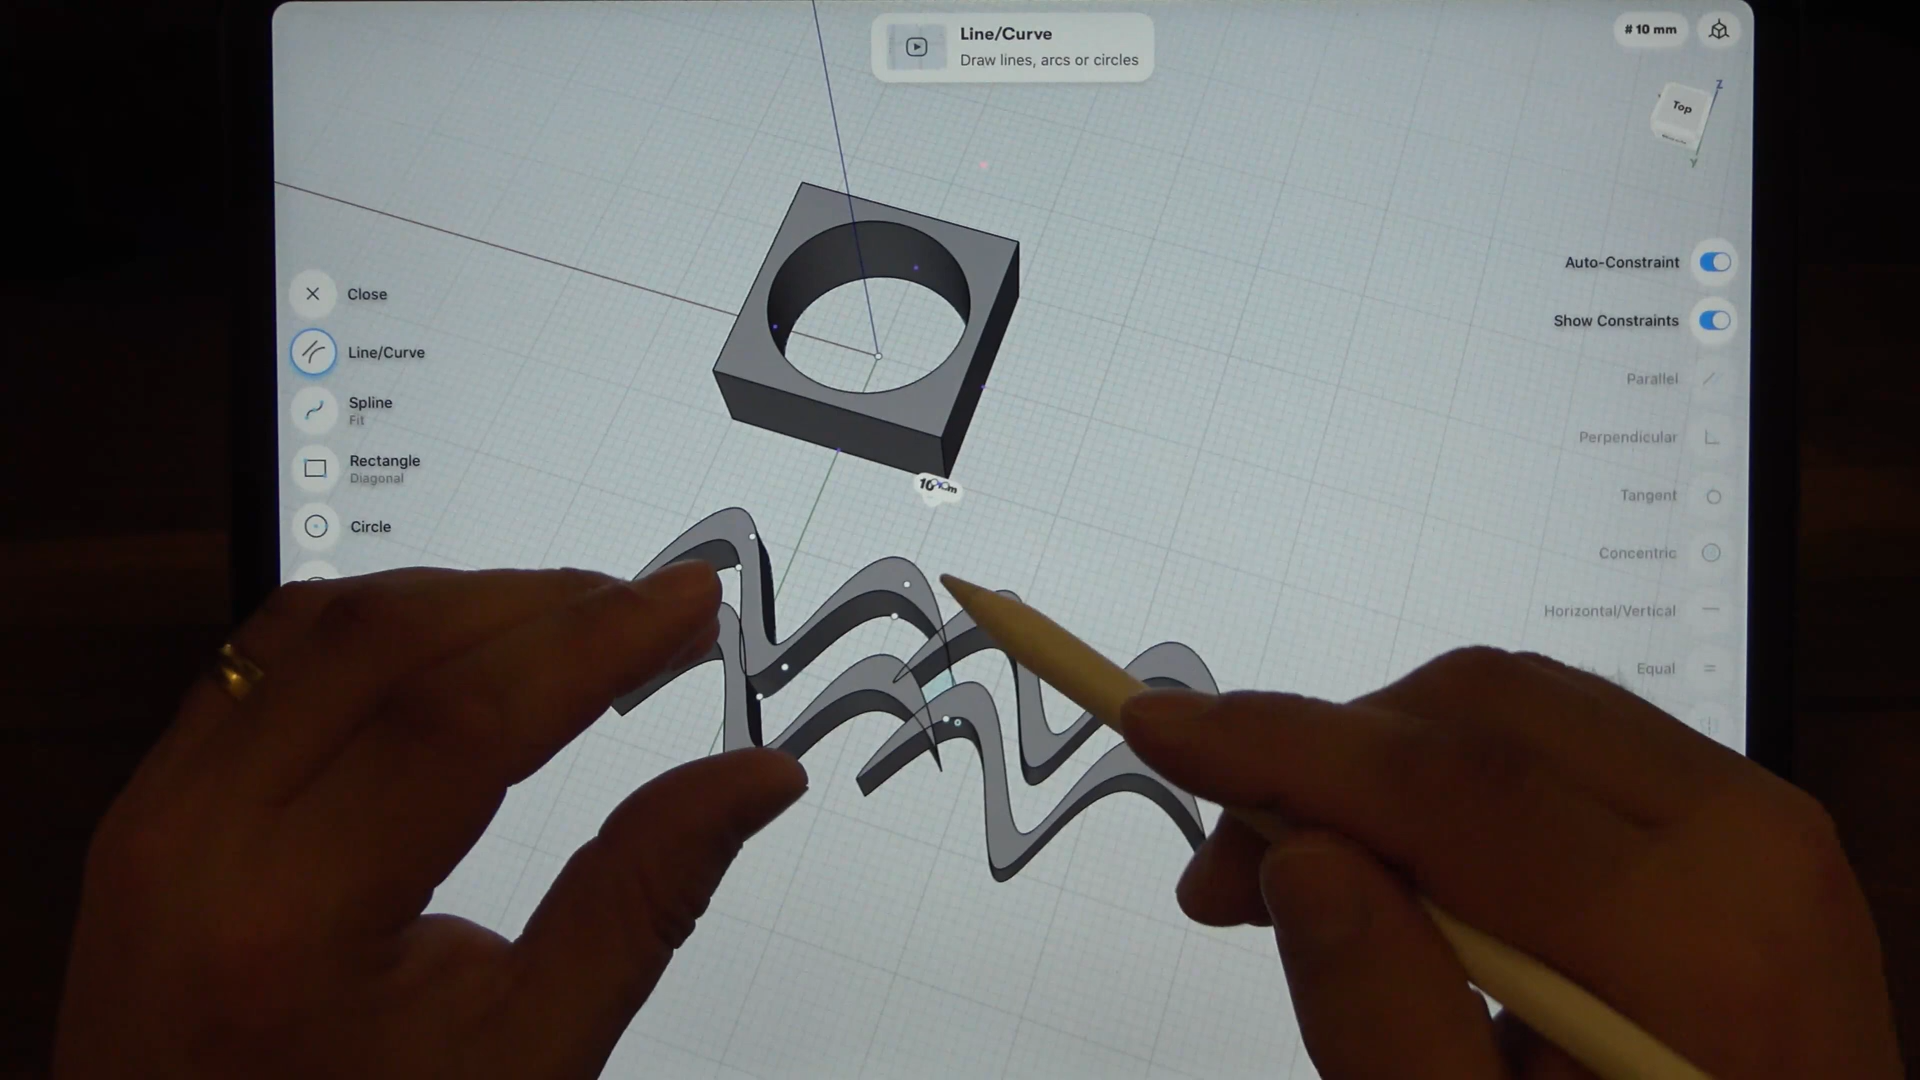 Line/Curve
Draw lines, arcs or circles
# 10 mm
Z
Top
Y
Close
Line/Curve
Spline
Fit
Rectangle
Diagonal
Circle
Auto-Constraint
Show Constraints
Parallel
Perpendicular
Tangent
Concentric
Horizontal/Vertical
Equal